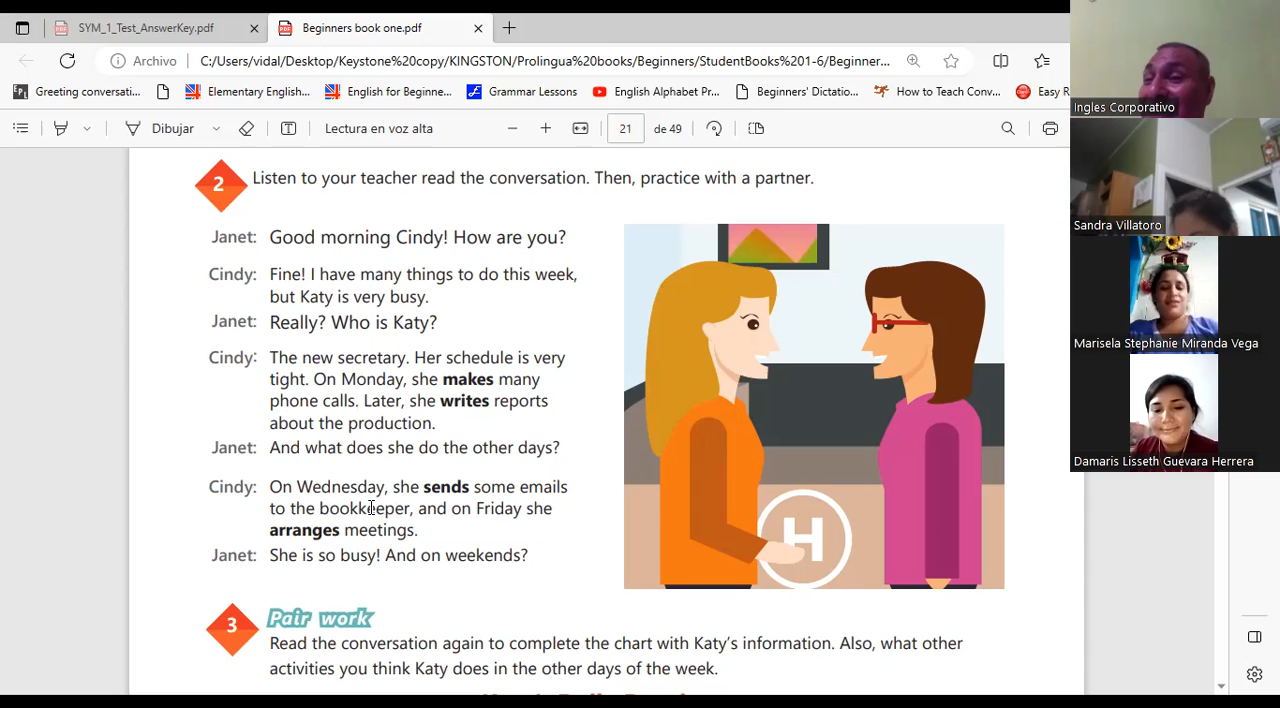 SYM_1_Test_AnswerKey.pdf
Beginners book one.pdf
Archivo
C:/Users/vidal/Desktop/Keystone%20copy/KINGSTON/Prolingua%20books/Beginners/StudentBooks%201-6/Beginner...
Greeting conversati...
Elementary English...
English for Beginne...
Grammar Lessons
English Alphabet Pr...
Beginners' Dictatio...
How to Teach Conv...
Easy R
Dibujar
Lectura en voz alta
21
de 49
2
Listen to your teacher read the conversation. Then, practice with a partner.
Janet: Good morning Cindy! How are you?
Cindy: Fine! I have many things to do this week,
but Katy is very busy.
Janet: Really? Who is Katy?
Cindy: The new secretary. Her schedule is very
tight. On Monday, she makes many
phone calls. Later, she writes reports
about the production.
Janet: And what does she do the other days?
Cindy: On Wednesday, she sends some emails
to the bookkeeper, and on Friday she
arranges meetings.
Janet: She is so busy! And on weekends?
H
3
Pair work
Read the conversation again to complete the chart with Katy's information. Also, what other
activities you think Katy does in the other days of the week.
Ingles Corporativo
Sandra Villatoro
Marisela Stephanie Miranda Vega
Damaris Lisseth Guevara Herrera